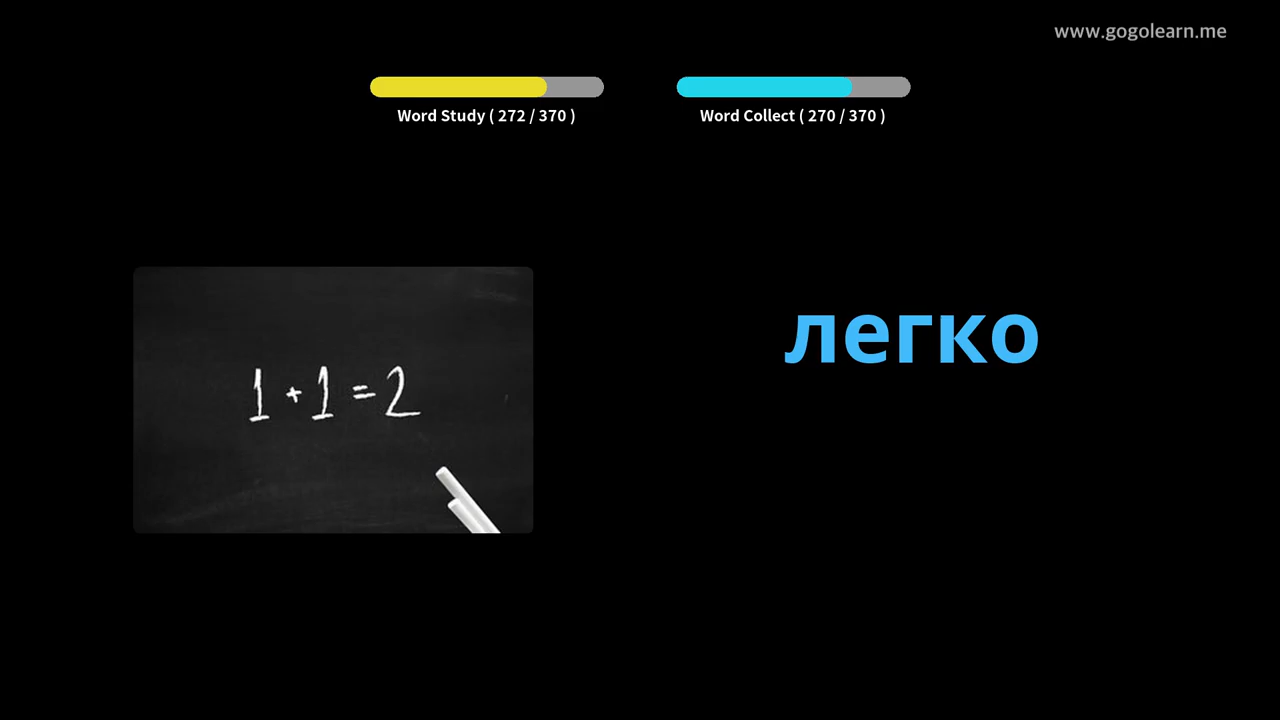 www.gogolearn.me
Word Study ( 272 / 370 )
Word Collect ( 270 / 370 )
легко
1 + 1 = 2